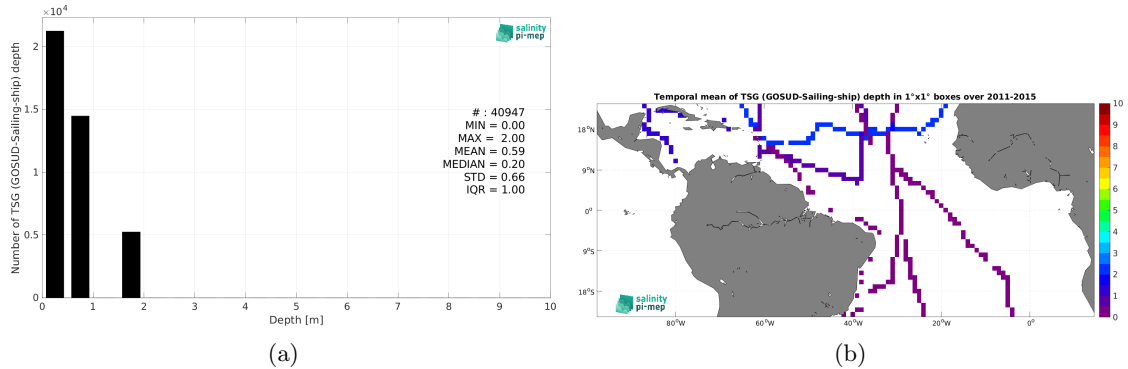 ×10⁴
Number of TSG (GOSUD-Sailing-ship) depth
2
1.5
1
0.5
0
0 1 2 3 4 5 6 7 8 9 10
Depth [m]
salinity
pi-mep
# : 40947
MIN = 0.00
MAX = 2.00
MEAN = 0.59
MEDIAN = 0.20
STD = 0.66
IQR = 1.00
(a)
Temporal mean of TSG (GOSUD-Sailing-ship) depth in 1°x1° boxes over 2011-2015
18°N
9°N
0°
9°S
18°S
80°W 60°W 40°W 20°W 0°
salinity
pi-mep
10
9
8
7
6
5
4
3
2
1
0
(b)